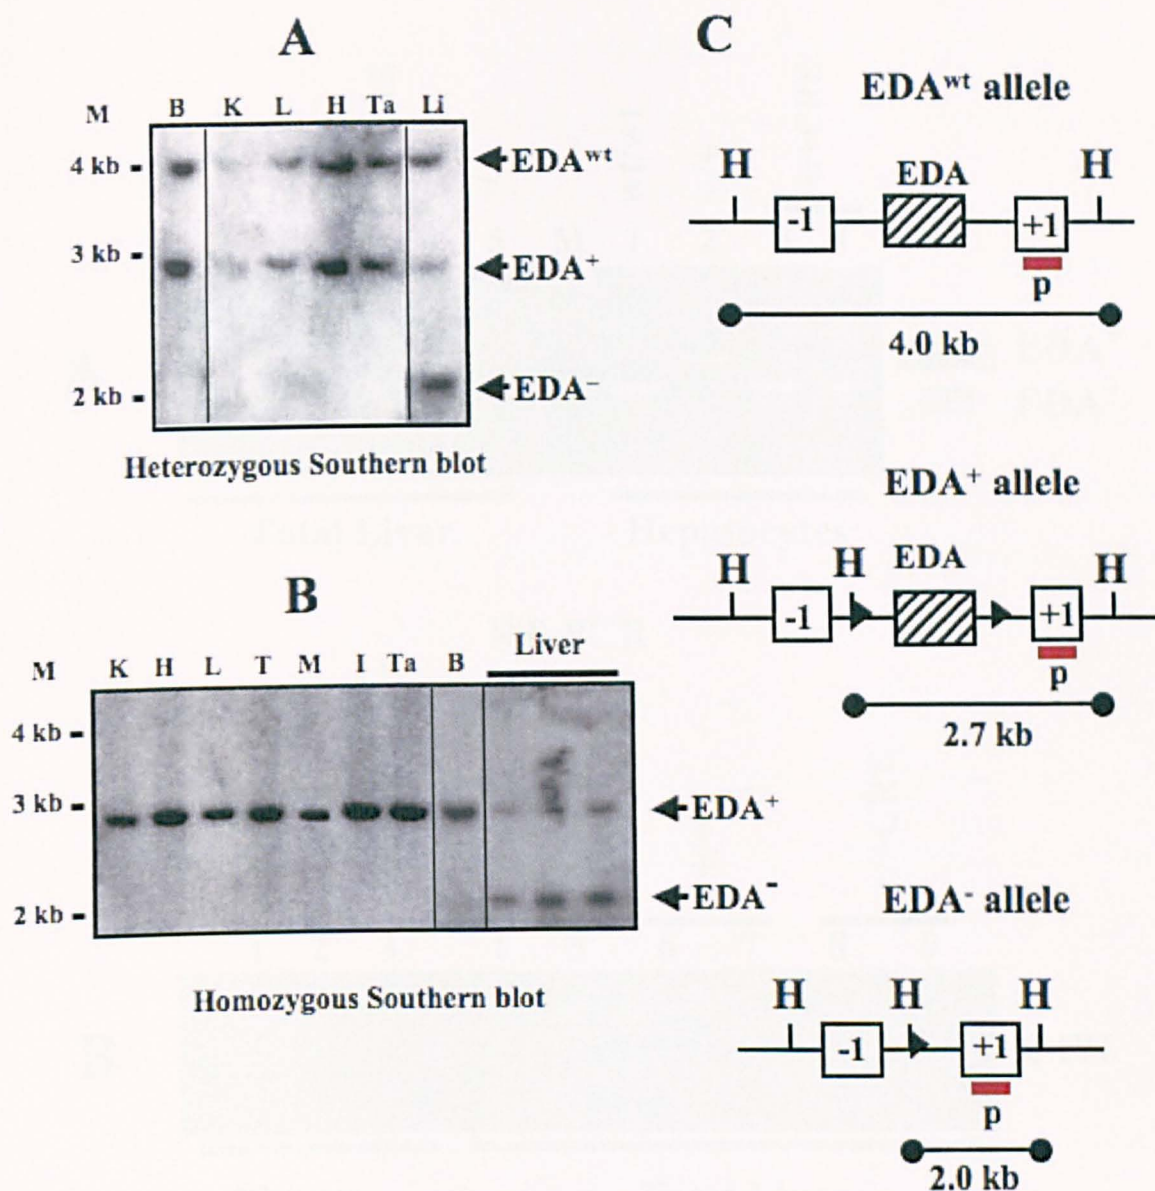 A
M B K L H Ta Li
4 kb
3 kb
2 kb
EDAwt
EDA+
EDA–
Heterozygous Southern blot
B
Liver
M K H L T M I Ta B
4 kb
3 kb
2 kb
EDA+
EDA-
Homozygous Southern blot
C
EDAwt allele
H EDA H
-1 +1
p
4.0 kb
EDA+ allele
H H EDA H
-1 +1
p
2.7 kb
EDA- allele
H H H
-1 +1
p
2.0 kb